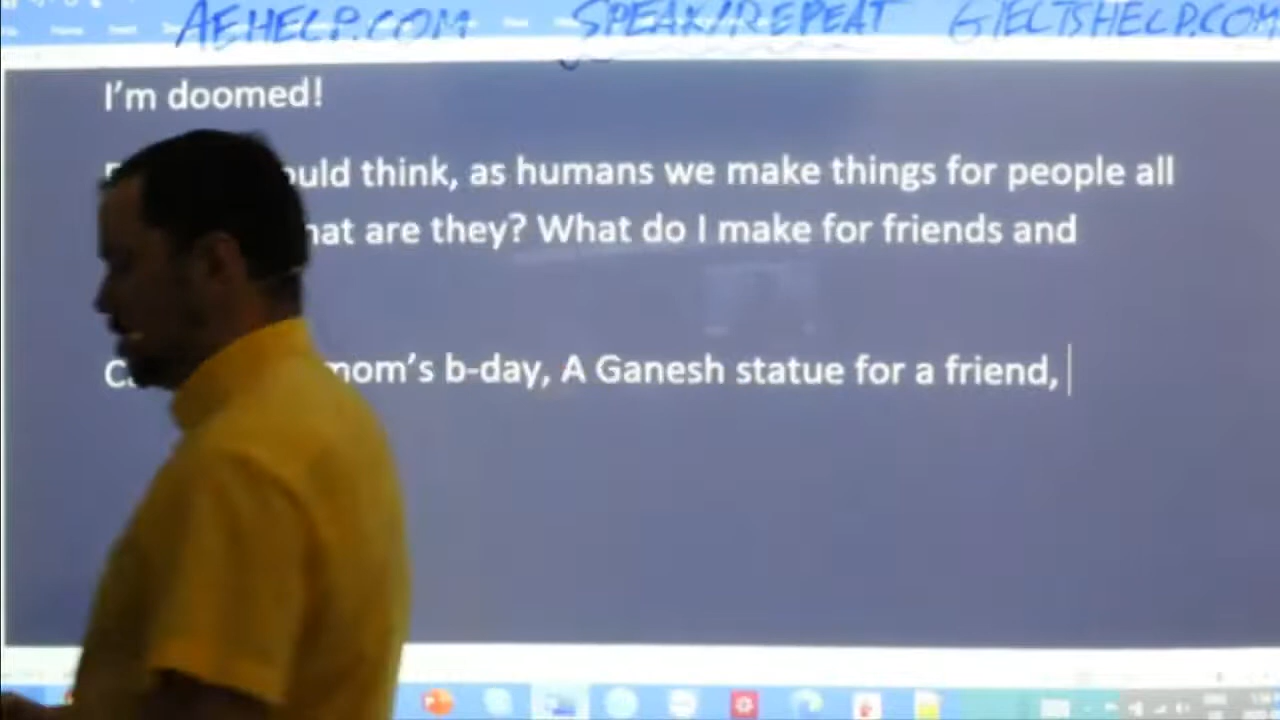 AEHELP.COM SPEAK/REPEAT GIELTSHELP.COM
I'm doomed!
ould think, as humans we make things for people all
hat are they? What do I make for friends and
mom's b-day, A Ganesh statue for a friend,